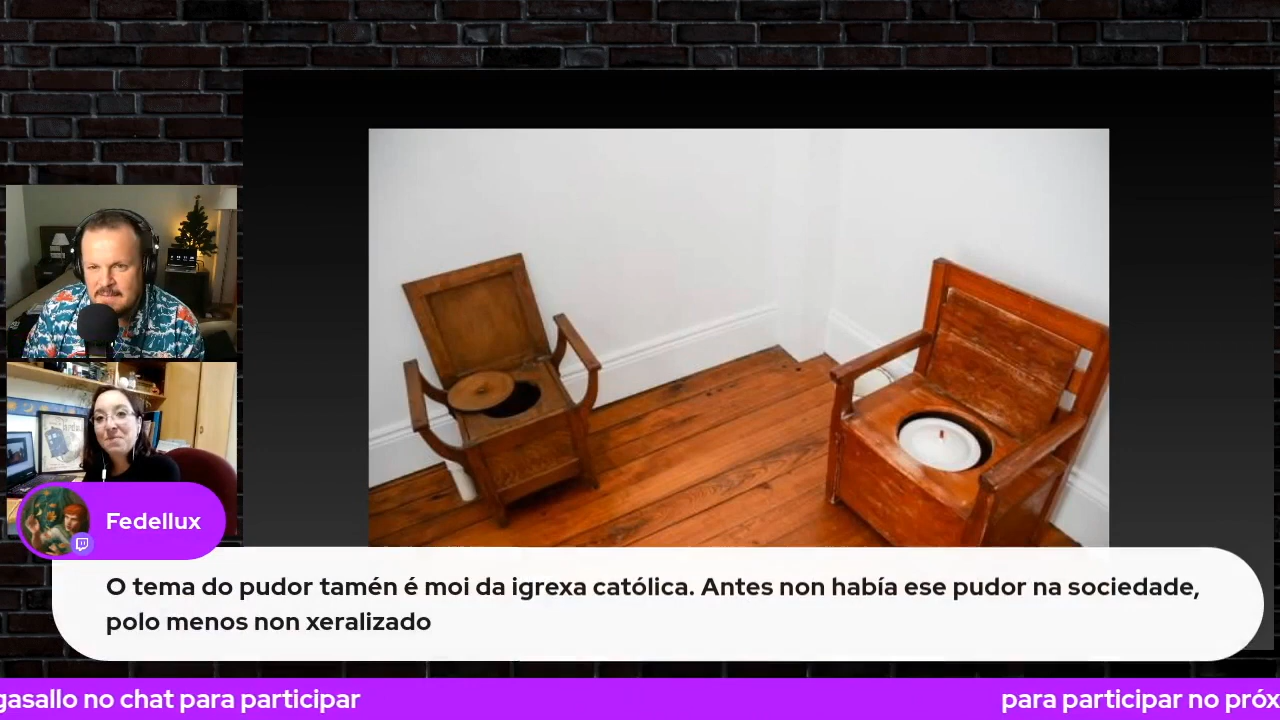 Fedellux
O tema do pudor tamén é moi da igrexa católica. Antes non había ese pudor na sociedade,
polo menos non xeralizado
gasallo no chat para participar
para participar no próx